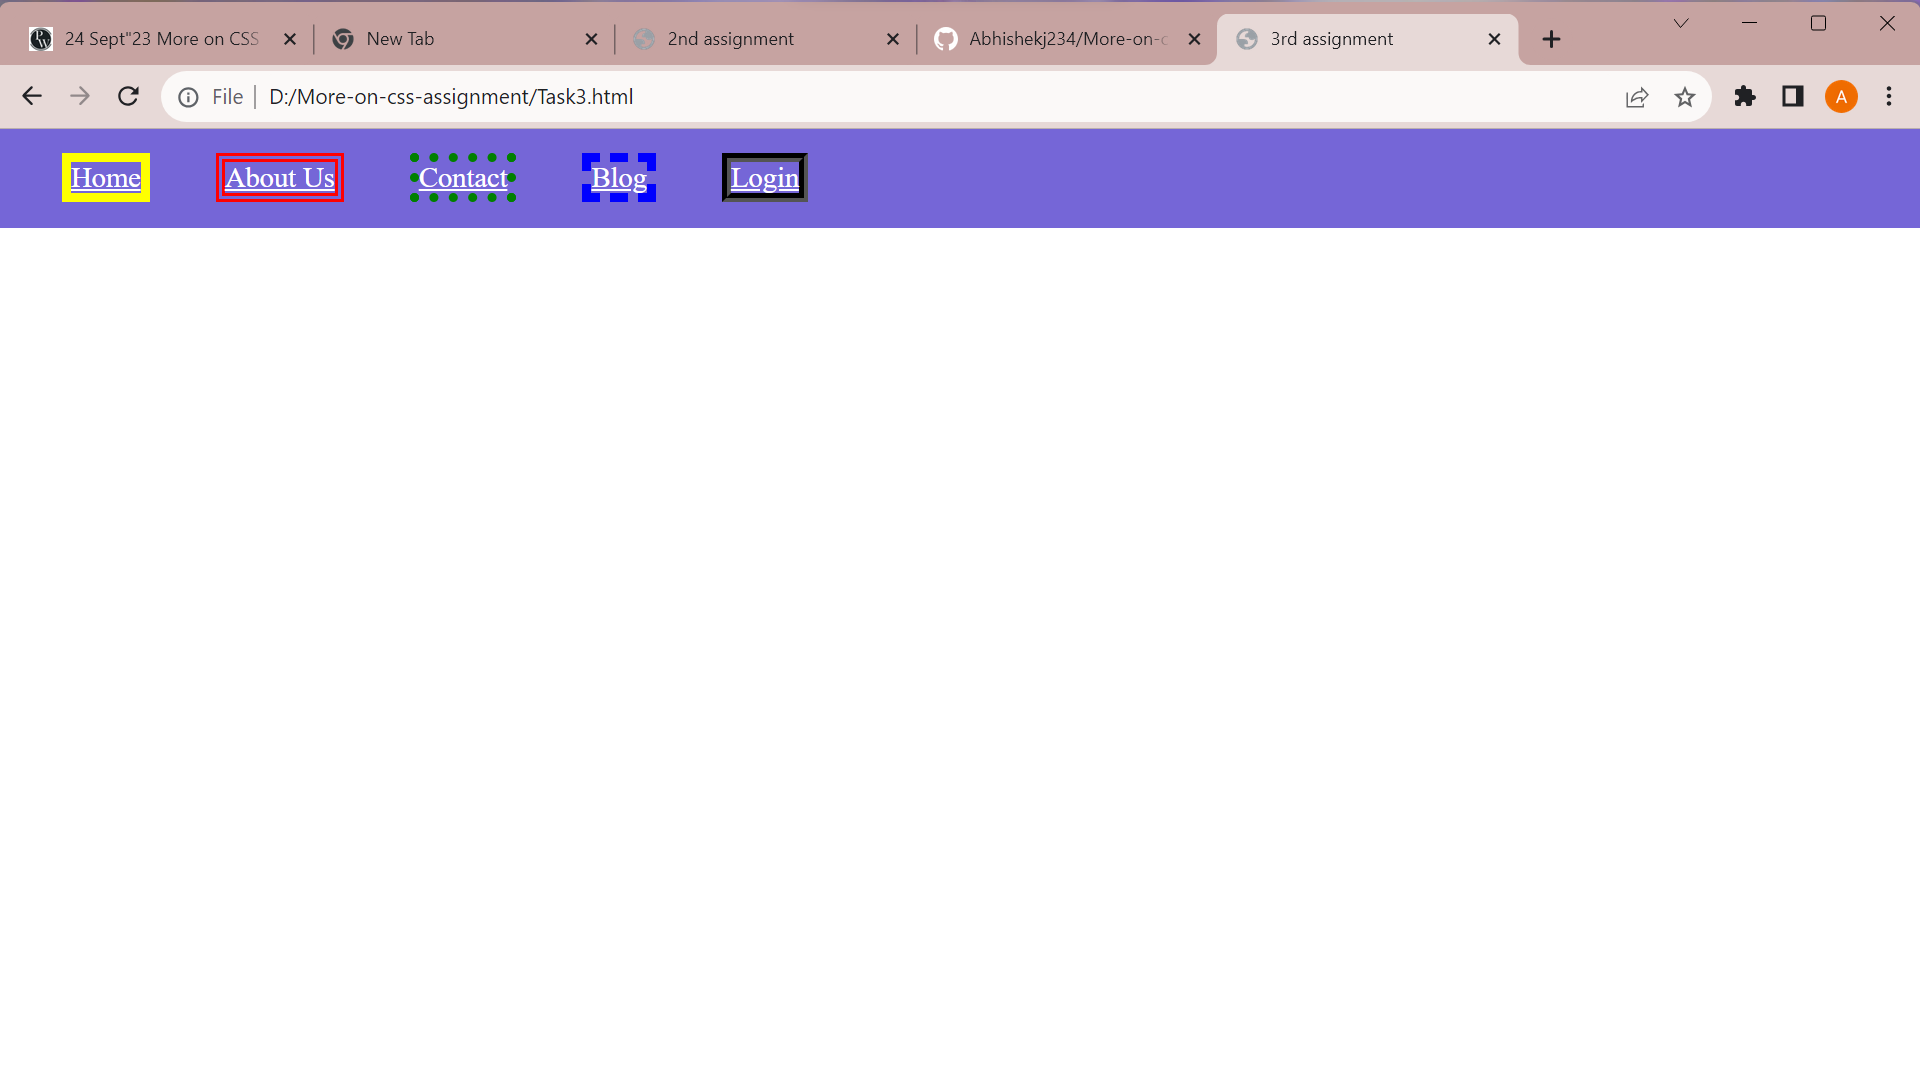 24 Sept"23 More on CSS
New Tab
2nd assignment
Abhishekj234/More-on-c
3rd assignment
File
D:/More-on-css-assignment/Task3.html
A
Home
About Us
Contact
Blog
Login